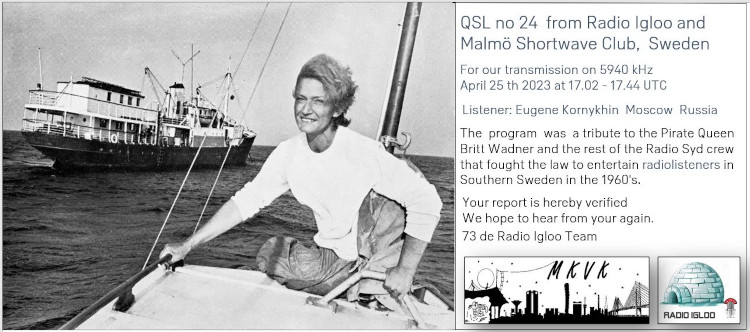 QSL no 24 from Radio Igloo and
Malmö Shortwave Club, Sweden
For our transmission on 5940 kHz
April 25 th 2023 at 17.02 - 17.44 UTC
Listener: Eugene Kornykhin Moscow Russia
The program was a tribute to the Pirate Queen
Britt Wadner and the rest of the Radio Syd crew
that fought the law to entertain radiolisteners in
Southern Sweden in the 1960's.
Your report is hereby verified
We hope to hear from your again.
73 de Radio Igloo Team
MKVK
RADIO IGLOO